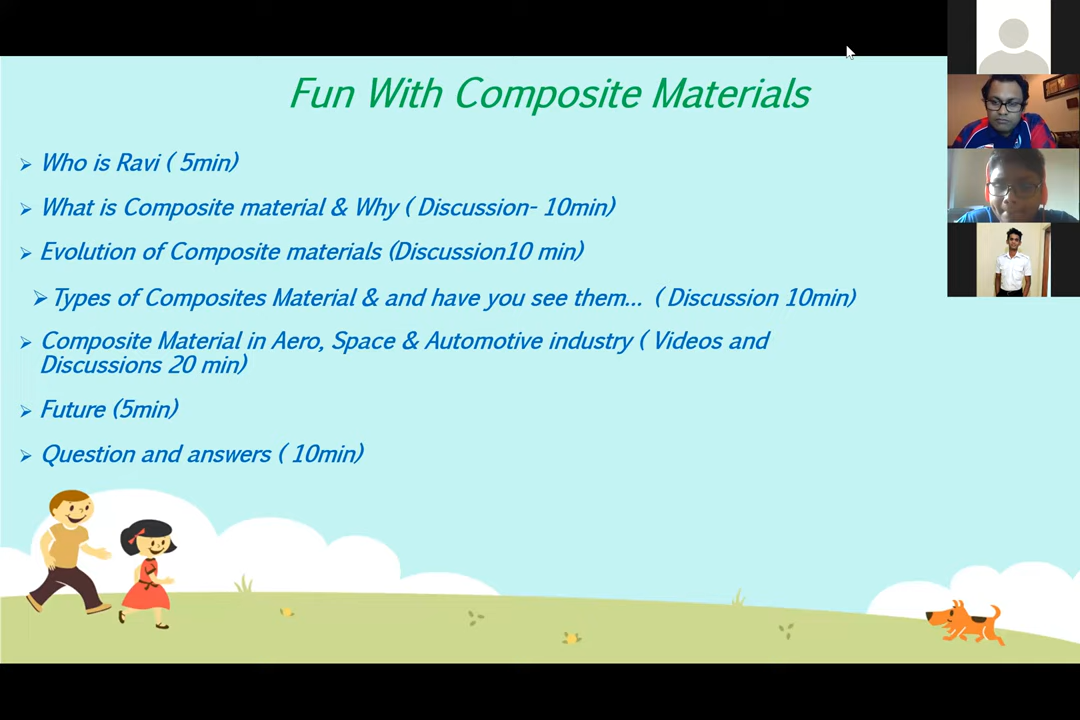 Fun With Composite Materials
Who is Ravi ( 5min)
What is Composite material & Why ( Discussion- 10min)
Evolution of Composite materials (Discussion10 min)
Types of Composites Material & and have you see them... ( Discussion 10min)
Composite Material in Aero, Space & Automotive industry ( Videos and
Discussions 20 min)
Future (5min)
Question and answers ( 10min)